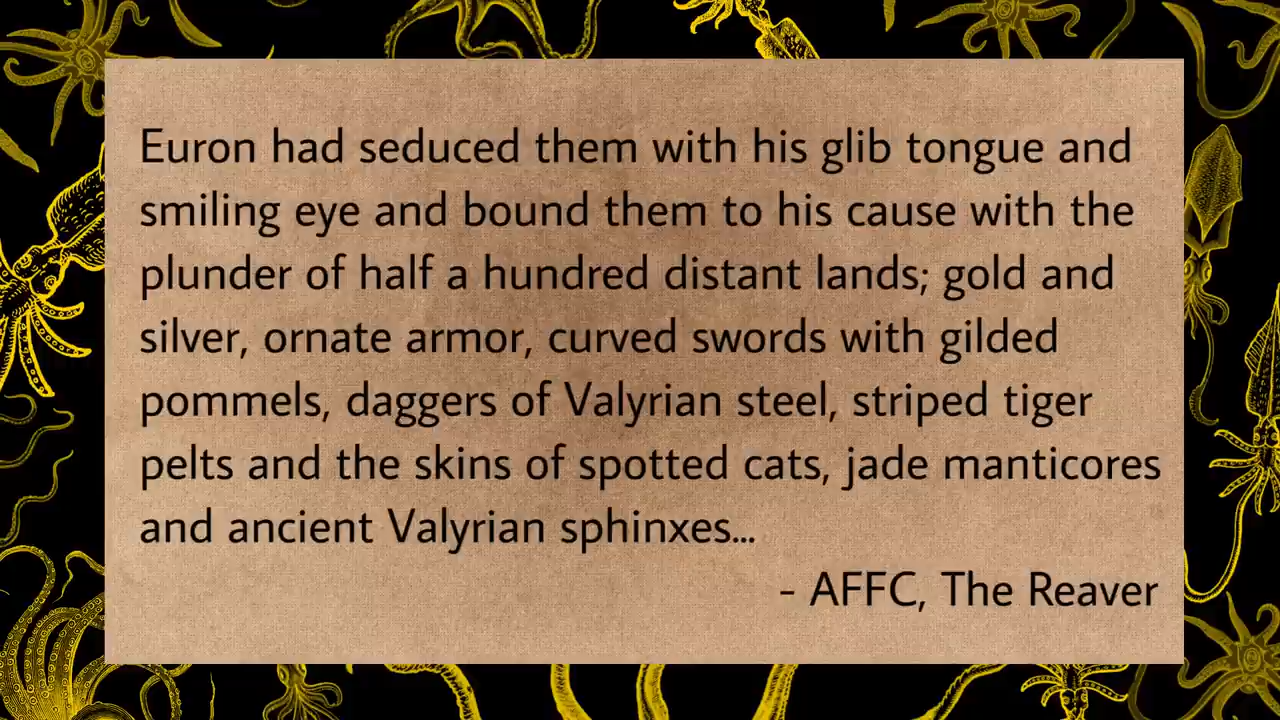 Euron had seduced them with his glib tongue and
smiling eye and bound them to his cause with the
plunder of half a hundred distant lands; gold and
silver, ornate armor, curved swords with gilded
pommels, daggers of Valyrian steel, striped tiger
pelts and the skins of spotted cats, jade manticores
and ancient Valyrian sphinxes...
- AFFC, The Reaver